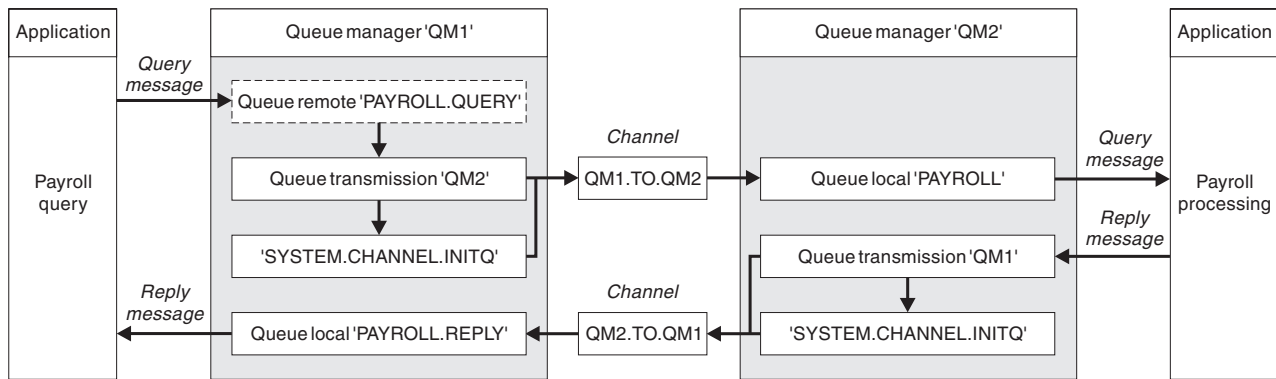 Application
Queue manager 'QM1'
Queue manager 'QM2'
Application
Query
message
Queue remote 'PAYROLL.QUERY'
Channel
Query
message
Payroll
query
Queue transmission 'QM2'
QM1.TO.QM2
Queue local 'PAYROLL'
Payroll
processing
Reply
message
'SYSTEM.CHANNEL.INITQ'
Queue transmission 'QM1'
Reply
message
Channel
Queue local 'PAYROLL.REPLY'
QM2.TO.QM1
'SYSTEM.CHANNEL.INITQ'